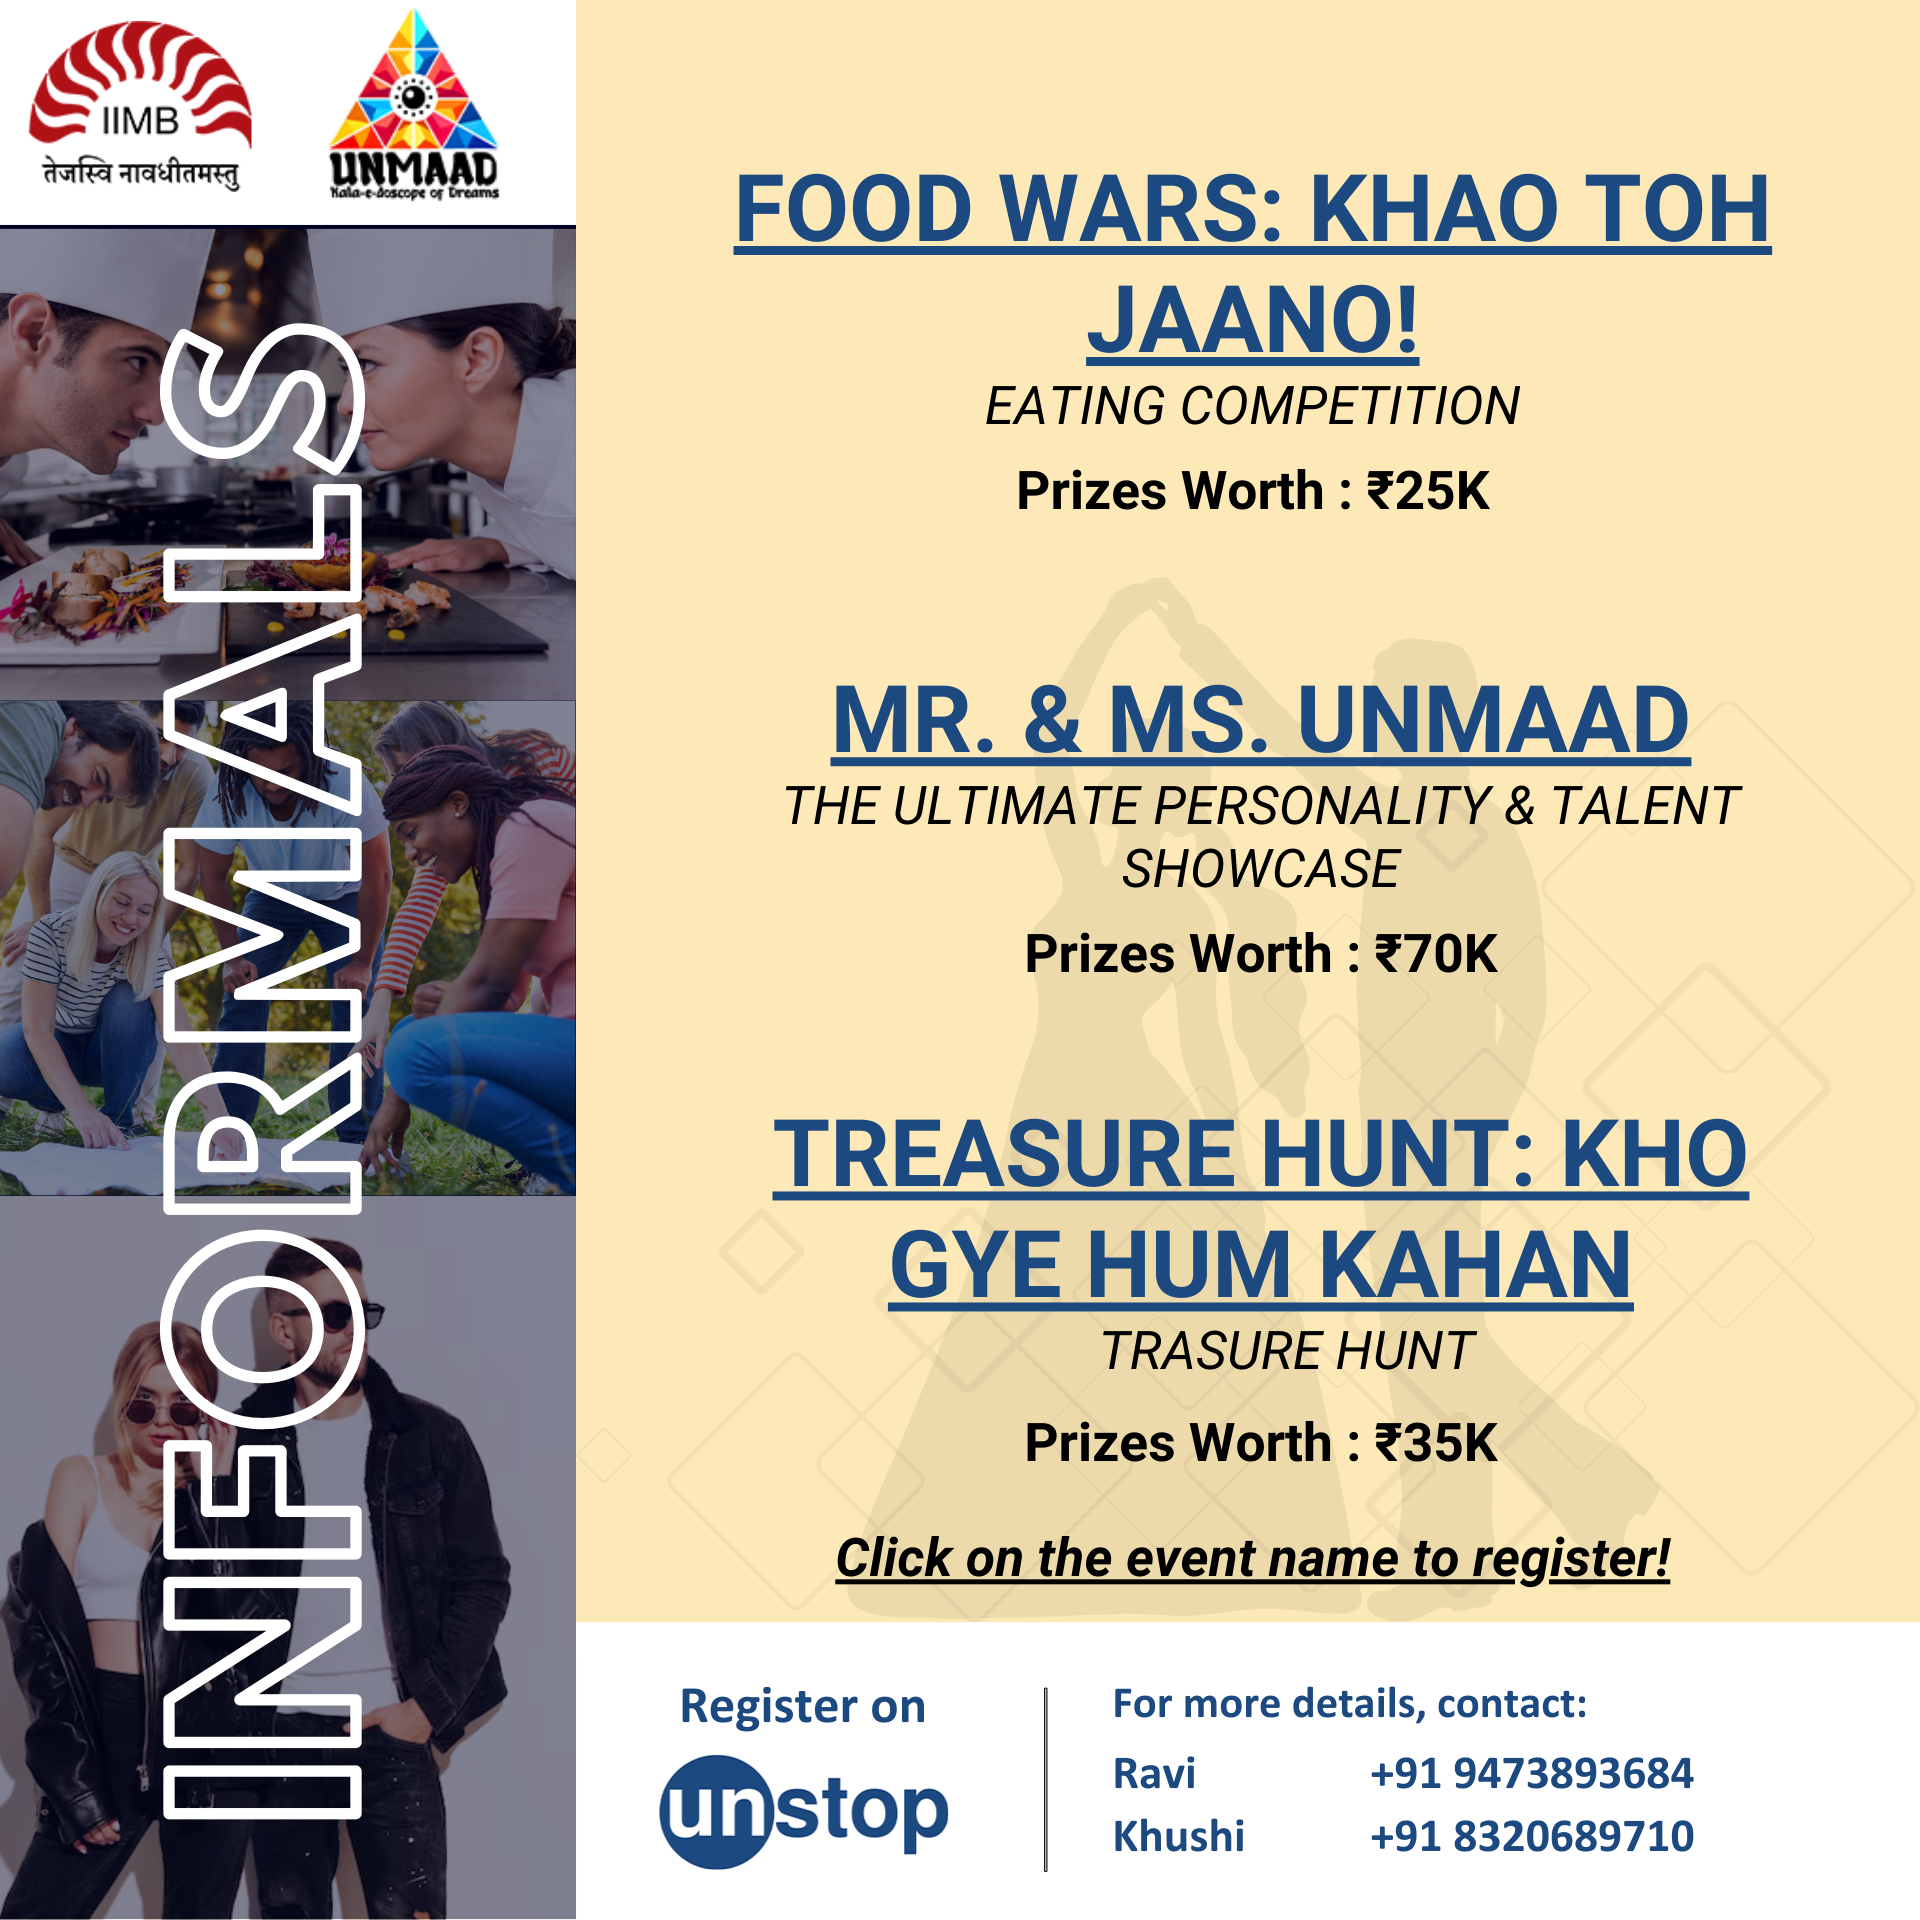 IIMB
तेजस्वि नावधीतमस्तु
UNMAAD
Kala-e-doscope of Dreams
INFORMALS
FOOD WARS: KHAO TOH
JAANO!
EATING COMPETITION
Prizes Worth : ₹25K
MR. & MS. UNMAAD
THE ULTIMATE PERSONALITY & TALENT
SHOWCASE
Prizes Worth : ₹70K
TREASURE HUNT: KHO
GYE HUM KAHAN
TRASURE HUNT
Prizes Worth : ₹35K
Click on the event name to register!
Register on
unstop
For more details, contact:
Ravi +91 9473893684
Khushi +91 8320689710